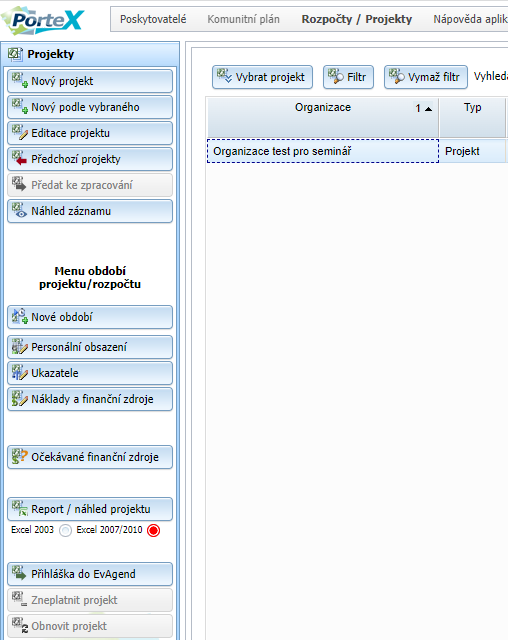 PorteX
Poskytovatelé Komunitní plán Rozpočty / Projekty Nápověda aplik
Projekty
Nový projekt
Nový podle vybraného
Editace projektu
Předchozí projekty
Předat ke zpracování
Náhled záznamu
Menu období
projektu/rozpočtu
Nové období
Personální obsazení
Ukazatele
Náklady a finanční zdroje
Očekávané finanční zdroje
Report / náhled projektu
Excel 2003 Excel 2007/2010
Přihláška do EvAgend
Zneplatnit projekt
Obnovit projekt
Vybrat projekt Filtr Vymaž filtr Vyhledá
Organizace 1 Typ
Organizace test pro seminář Projekt